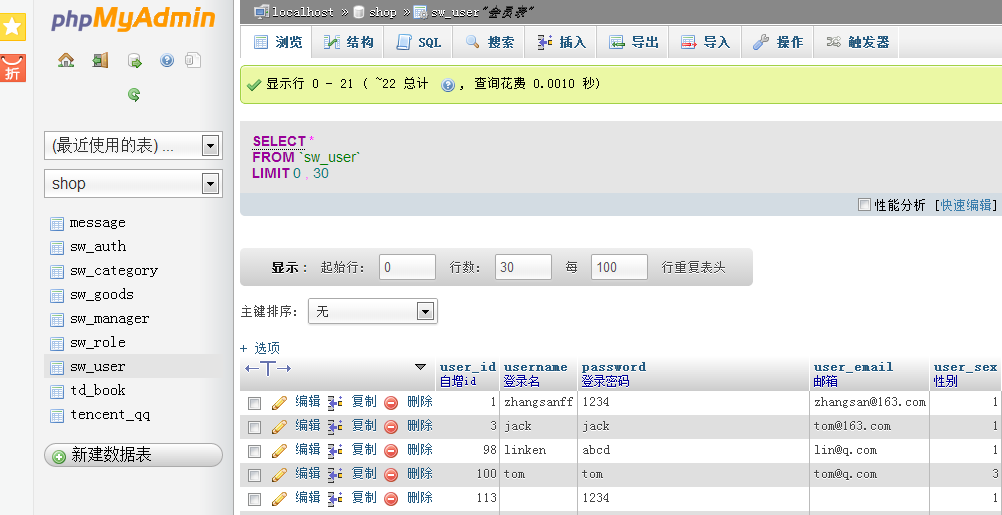 折
phpMyAdmin
(最近使用的表) ...
shop
message
sw_auth
sw_category
sw_goods
sw_manager
sw_role
sw_user
td_book
tencent_qq
新建数据表
localhost » shop » sw_user "会员表"
浏览 结构 SQL 搜索 插入 导出 导入 操作 触发器
显示行 0 - 21 ( ~22 总计 , 查询花费 0.0010 秒)
SELECT *
FROM `sw_user`
LIMIT 0 , 30
性能分析 [快速编辑]
显示 : 起始行: 0 行数: 30 每 100 行重复表头
主键排序: 无
+ 选项
←T→ user_id username password user_email user_sex
自增id 登录名 登录密码 邮箱 性别
编辑 复制 删除 1 zhangsanff 1234 zhangsan@163.com 1
编辑 复制 删除 3 jack jack tom@163.com 1
编辑 复制 删除 98 linken abcd lin@q.com 1
编辑 复制 删除 100 tom tom tom@q.com 3
编辑 复制 删除 113 1234 1